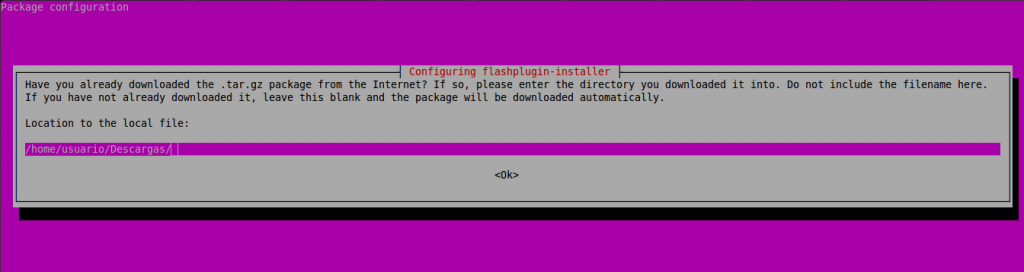 Package configuration
Configuring flashplugin-installer
Have you already downloaded the .tar.gz package from the Internet? If so, please enter the directory you downloaded it into. Do not include the filename here.
If you have not already downloaded it, leave this blank and the package will be downloaded automatically.
Location to the local file:
/home/usuario/Descargas/
<Ok>